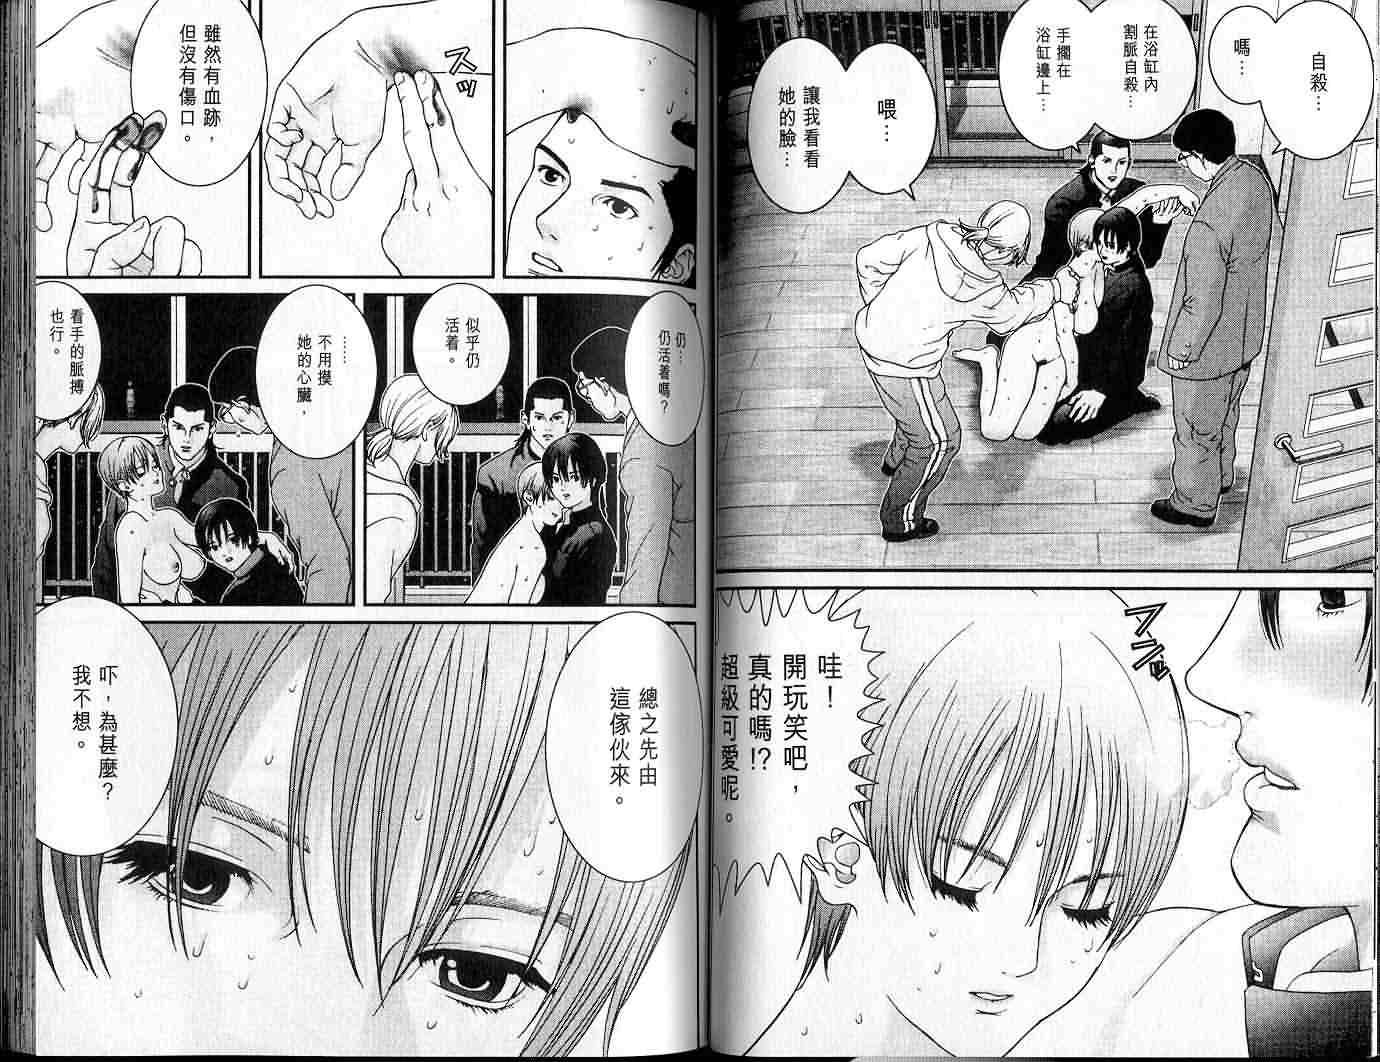 自殺…
嗎…
在浴缸內
割脈自殺…
手擱在
浴缸邊上…
喂…
讓我看看
她的臉…
哇！
開玩笑吧，
真的嗎!?
超級可愛呢。
スッ
雖然有血跡，
但沒有傷口。
仍…
仍活着嗎？
似乎仍
活着。
……
不用摸
她的心臟，
看手的脈搏
也行。
總之先由
這傢伙來。
吓，為甚麼？
我不想。